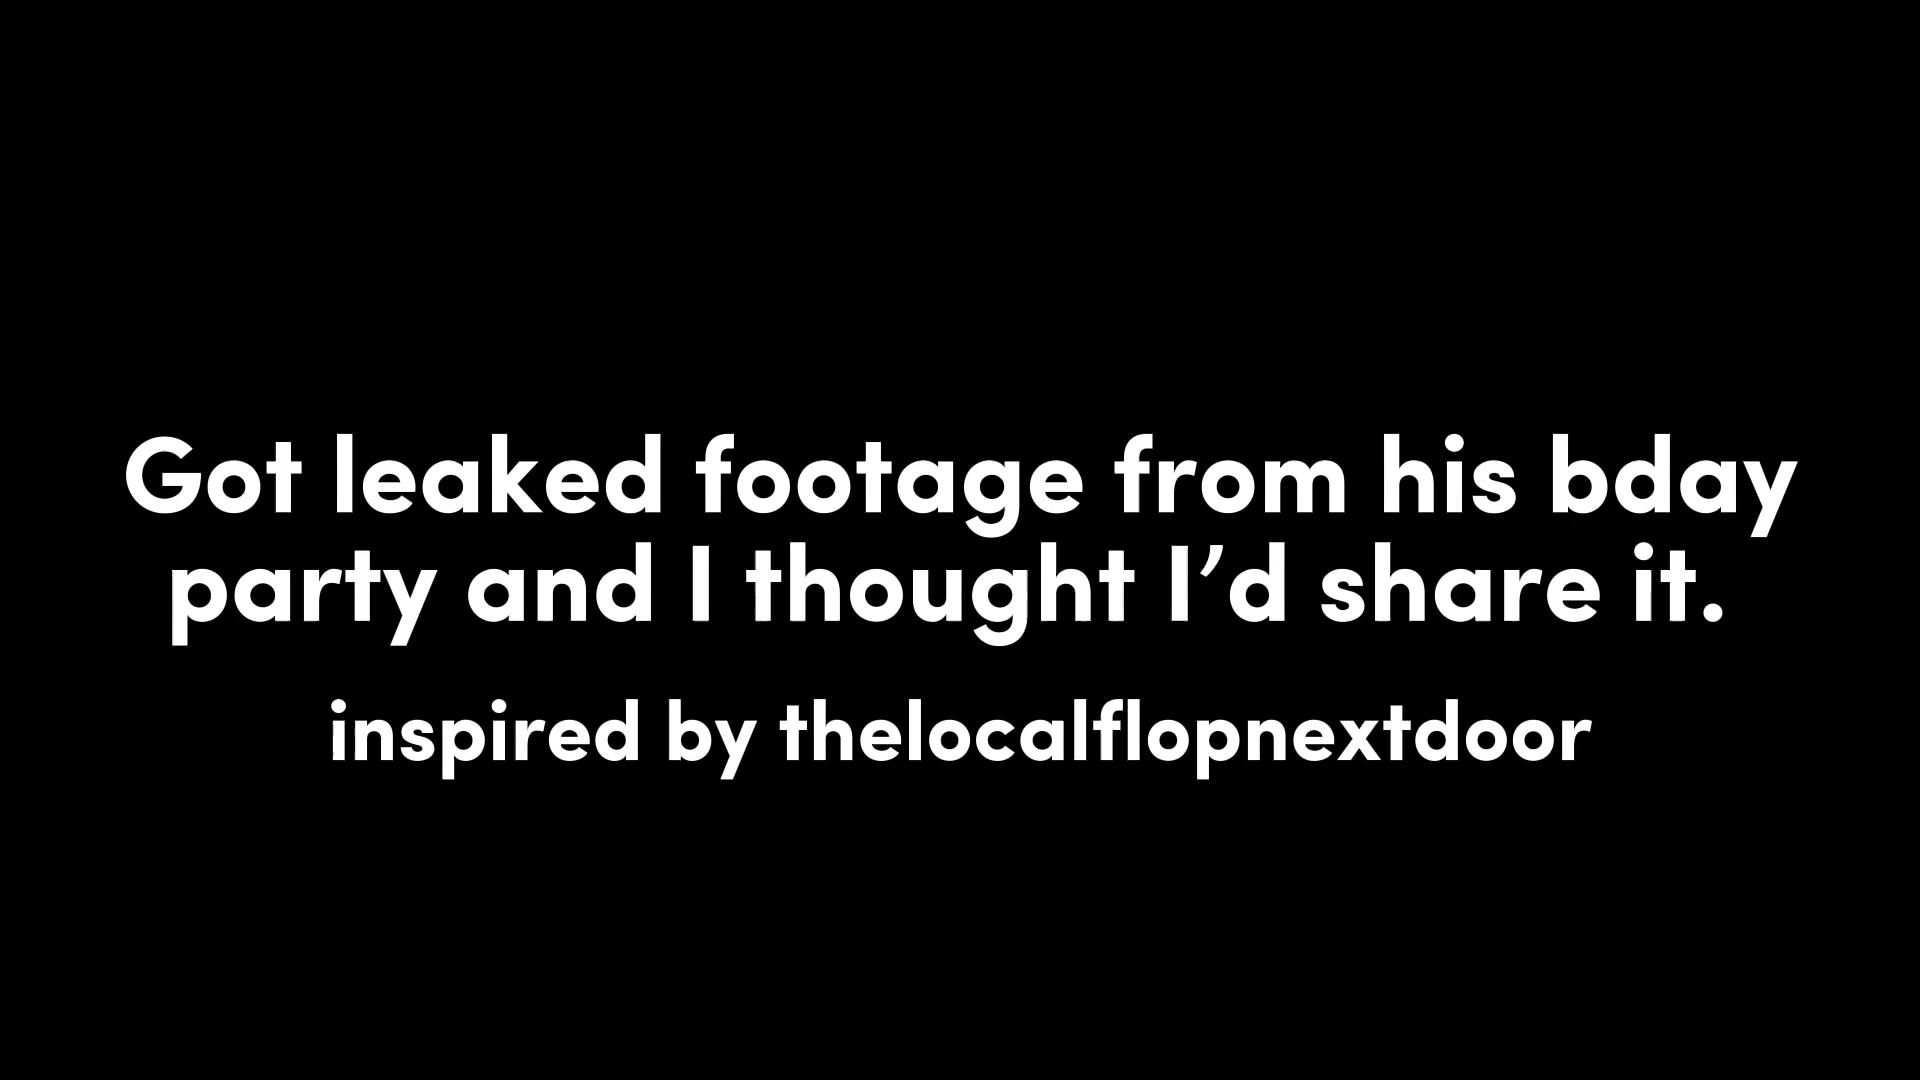 Got leaked footage from his bday
party and I thought I’d share it.
inspired by thelocalflopnextdoor